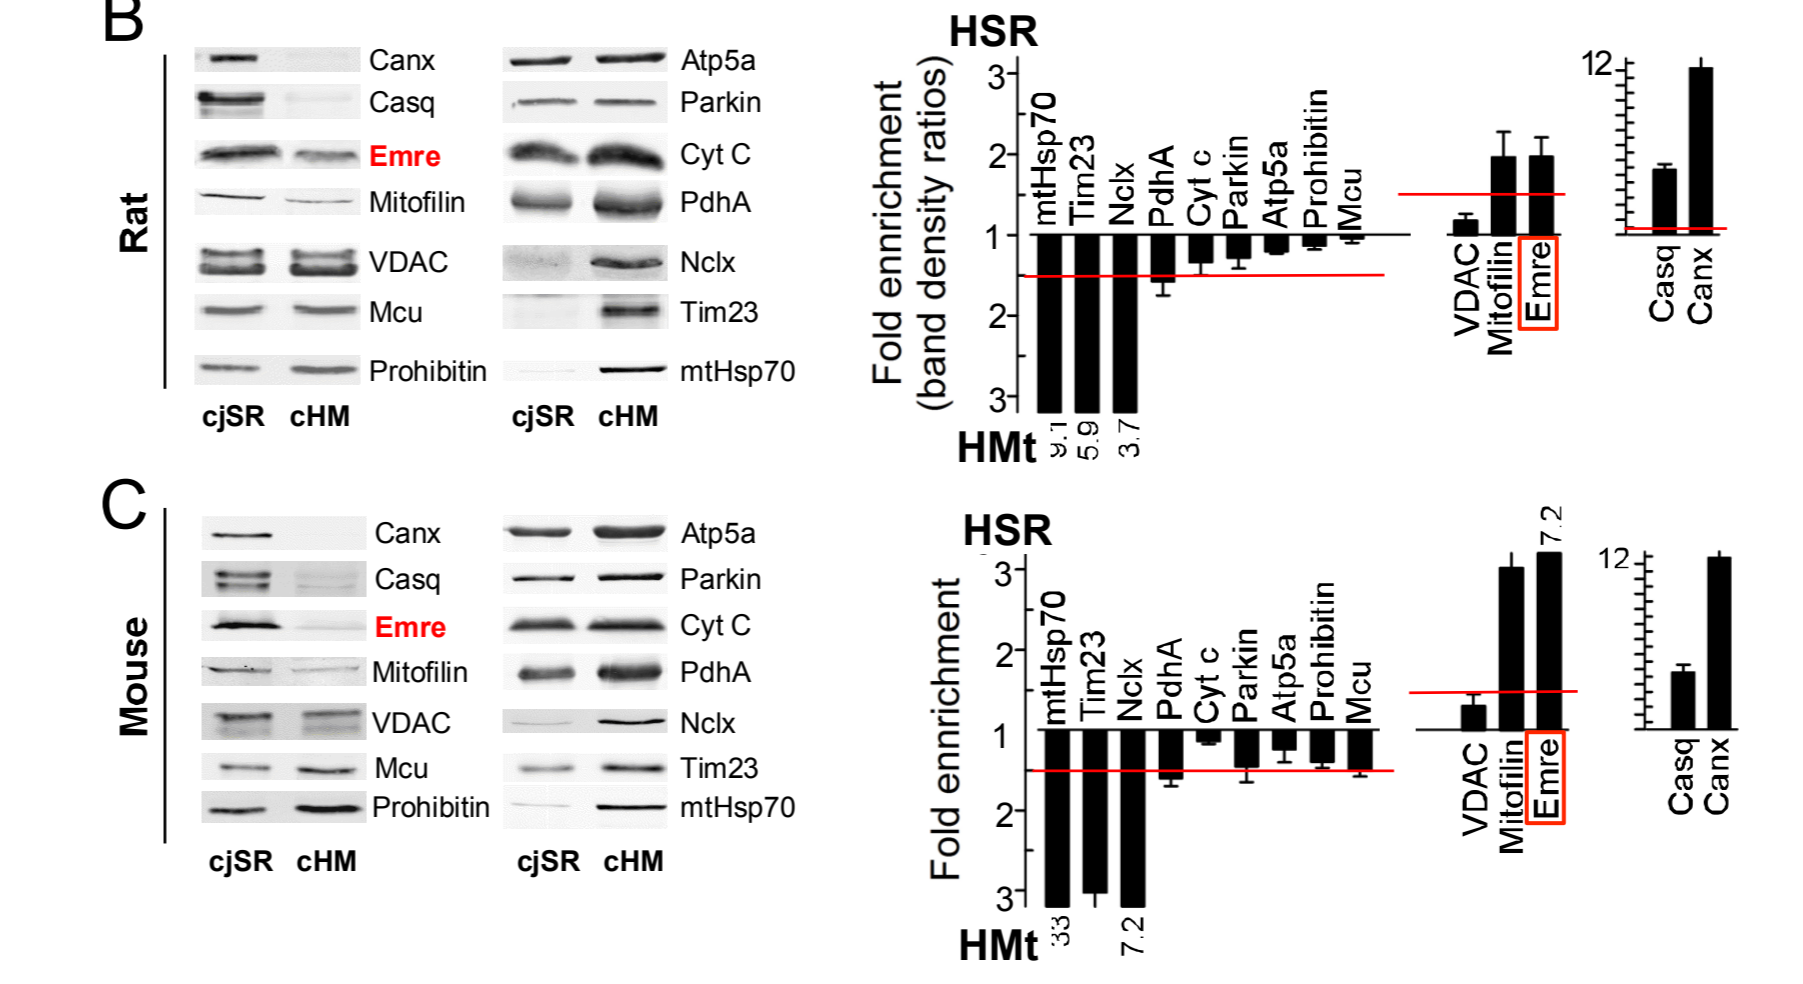 B
Rat
Canx
Casq
Emre
Mitofilin
VDAC
Mcu
Prohibitin
cjSR cHM
Atp5a
Parkin
Cyt C
PdhA
Nclx
Tim23
mtHsp70
cjSR cHM
HSR
Fold enrichment
(band density ratios)
3
2
1
2
3
mtHsp70
Tim23
Nclx
PdhA
Cyt c
Parkin
Atp5a
Prohibitin
Mcu
HMt
9.1
5.9
3.7
VDAC
Mitofilin
Emre
12
Casq
Canx
C
Mouse
Canx
Casq
Emre
Mitofilin
VDAC
Mcu
Prohibitin
cjSR cHM
Atp5a
Parkin
Cyt C
PdhA
Nclx
Tim23
mtHsp70
cjSR cHM
HSR
Fold ennrichment
3
2
1
2
3
mtHsp70
Tim23
Nclx
PdhA
Cyt c
Parkin
Atp5a
Prohibitin
Mcu
HMt
33
7.2
7.2
VDAC
Mitofilin
Emre
12
Casq
Canx